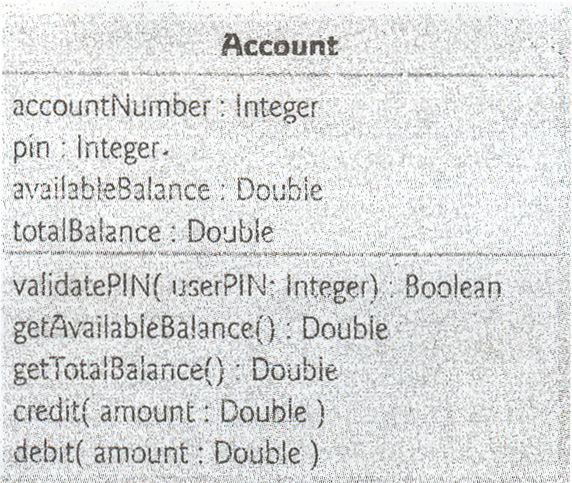 Account
accountNumber : Integer
pin : Integer
availableBalance : Double
totalBalance : Double
validatePIN( userPIN: Integer) : Boolean
getAvailableBalance() : Double
getTotalBalance() : Double
credit( amount : Double )
debit( amount : Double )